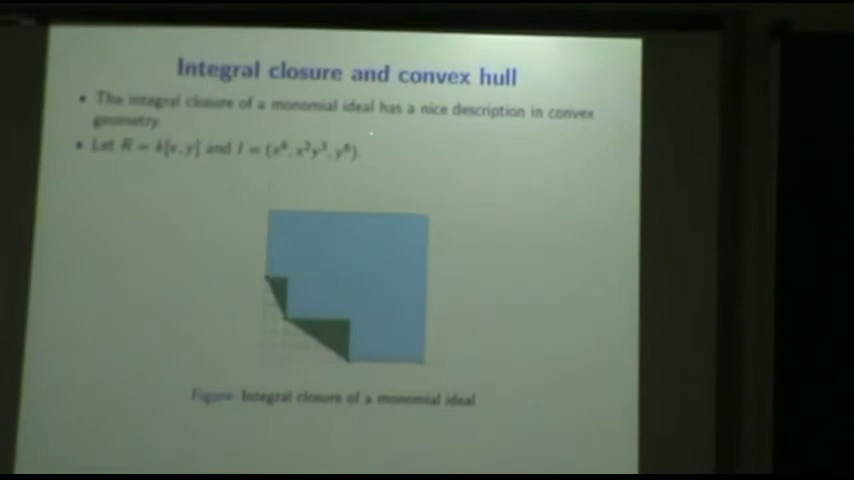 Integral closure and convex hull
• The integral closure of a monomial ideal has a nice description in convex
geometry
• Let R = k[x, y] and I = (x⁸, x²y³, y⁶).
Figure: Integral closure of a monomial ideal